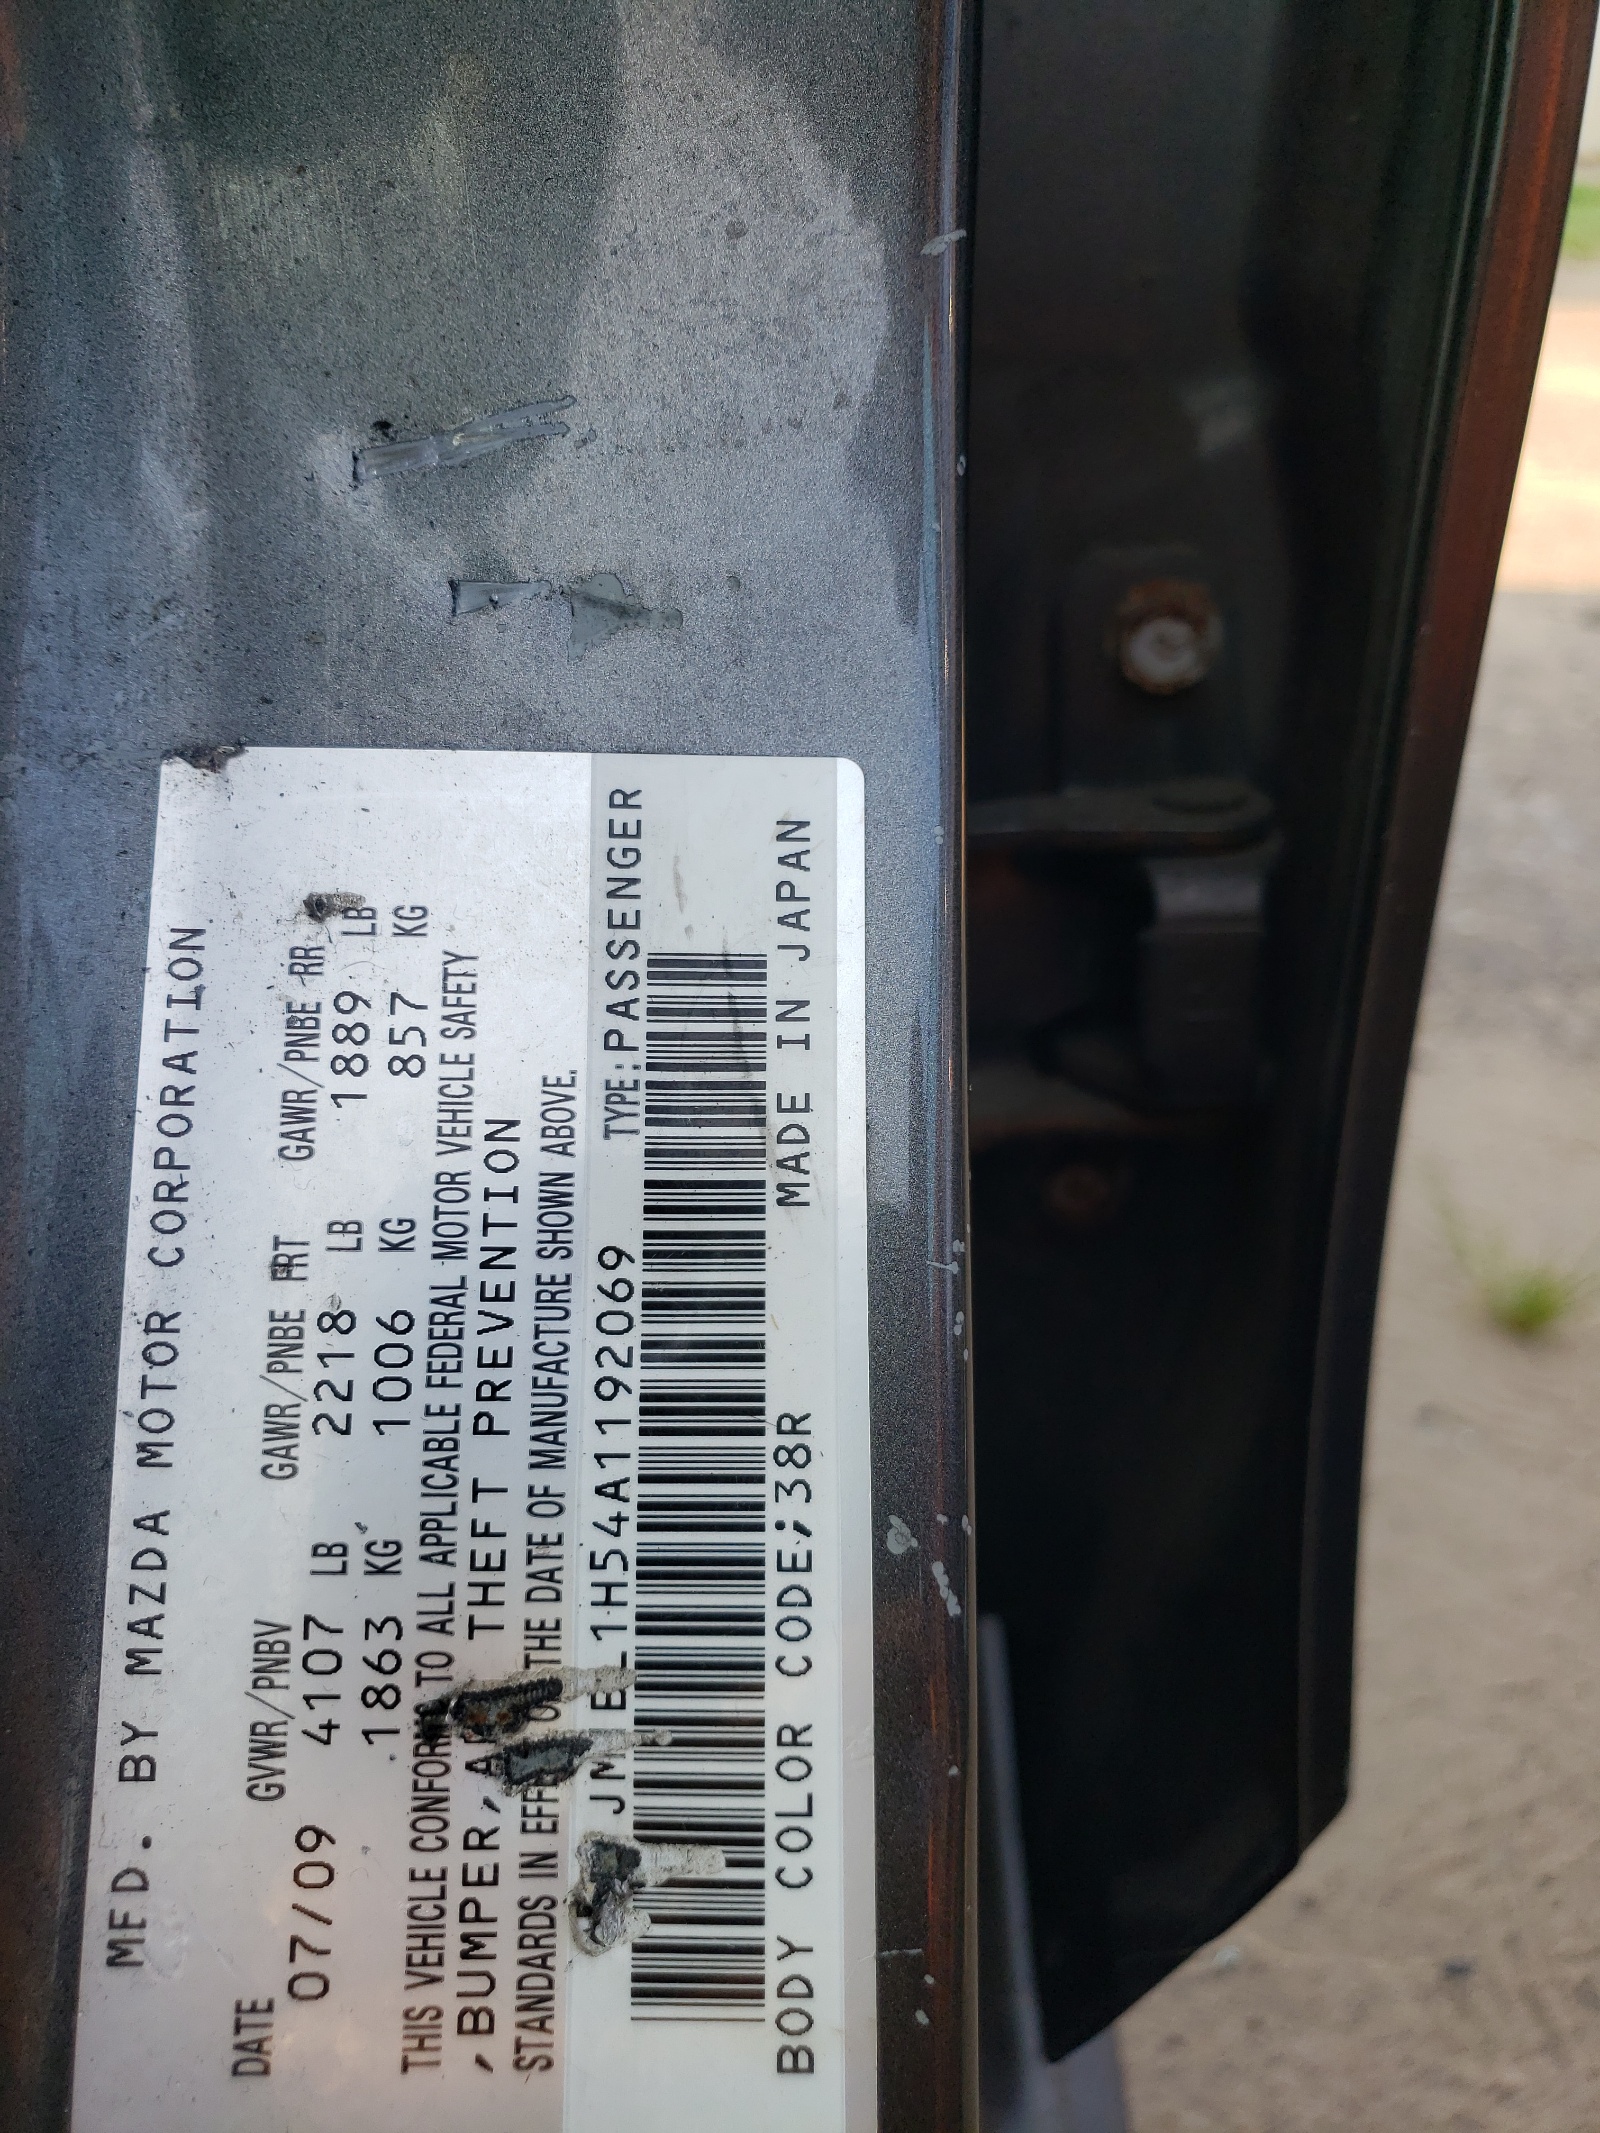 MFD. BY MAZDA MOTOR CORPORATION
DATE GVWR/PNBV GAWR/PNBE FRT GAWR/PNBE RR
07/09 4107 LB 2218 LB 1889 LB
1863 KG 1006 KG 857 KG
THIS VEHICLE CONFORMS TO ALL APPLICABLE FEDERAL MOTOR VEHICLE SAFETY
,BUMPER, THEFT PREVENTION
STANDARDS IN THE DATE OF MANUFACTURE SHOWN ABOVE.
TYPE:PASSENGER
BODY COLOR CODE;38R MADE IN JAPAN